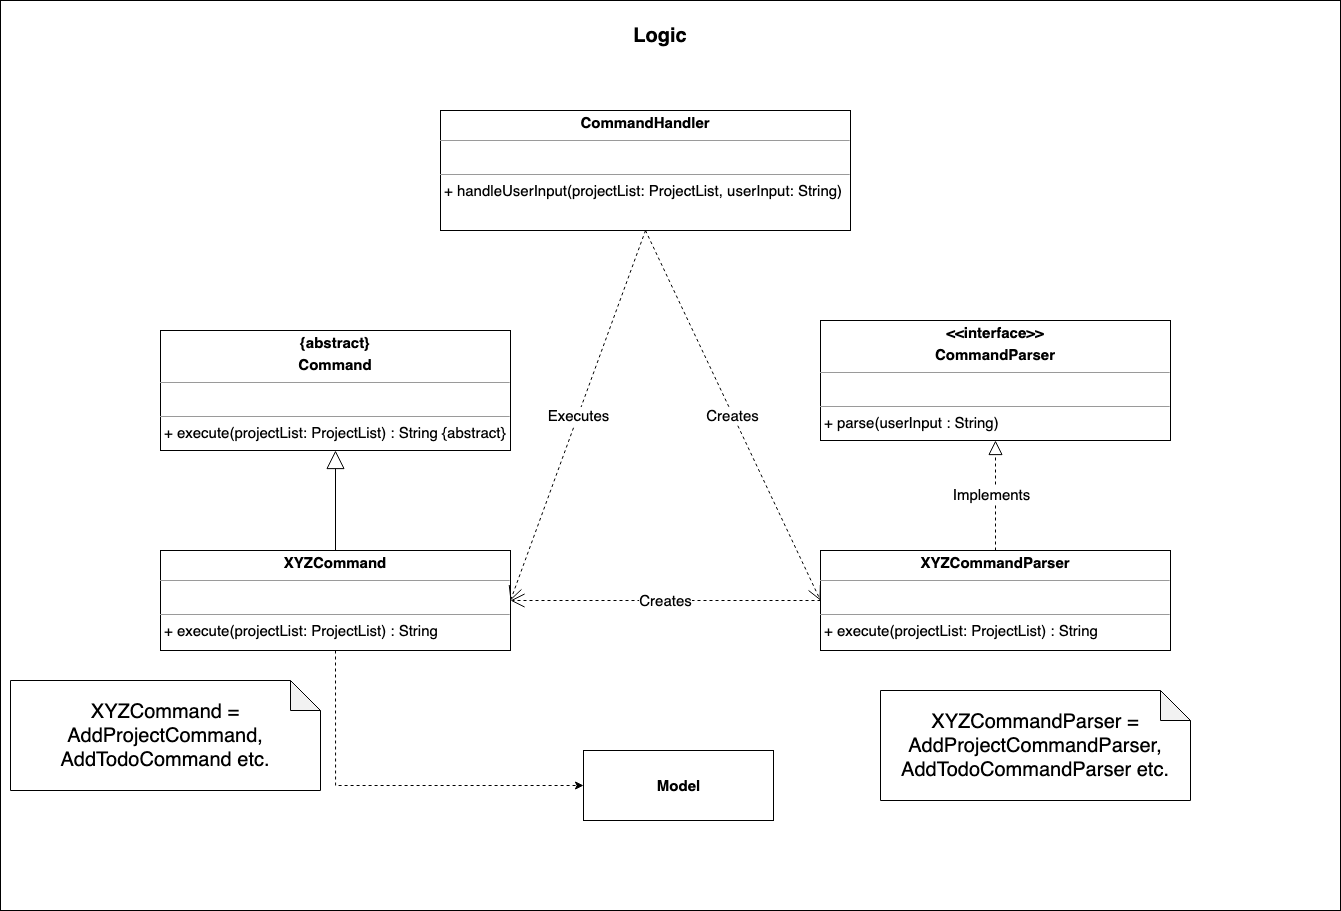 Logic
CommandHandler
+ handleUserInput(projectList: ProjectList, userInput: String)
{abstract}
Command
+ execute(projectList: ProjectList) : String {abstract}
<<interface>>
CommandParser
+ parse(userInput : String)
Executes
Creates
Implements
XYZCommand
+ execute(projectList: ProjectList) : String
Creates
XYZCommandParser
+ execute(projectList: ProjectList) : String
XYZCommand =
AddProjectCommand,
AddTodoCommand etc.
XYZCommandParser =
AddProjectCommandParser,
AddTodoCommandParser etc.
Model